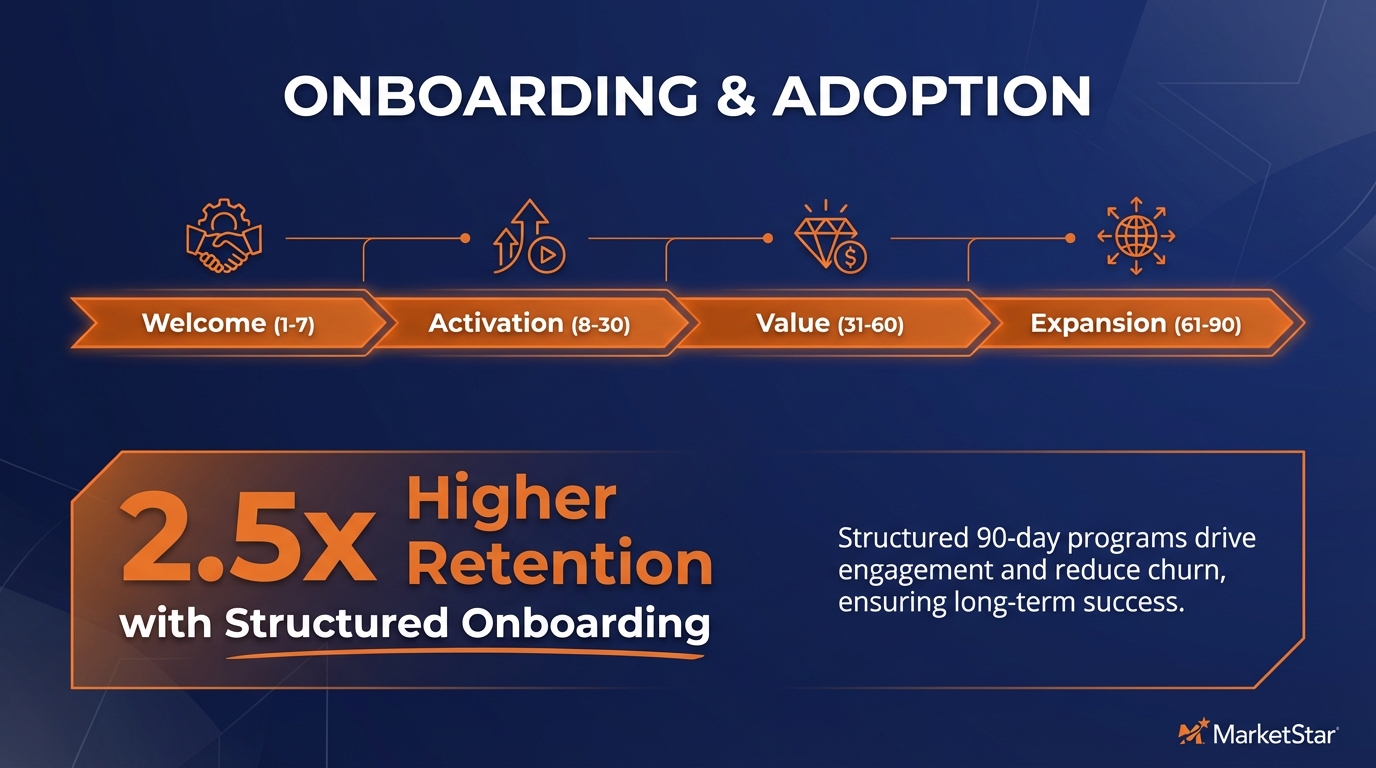 ONBOARDING & ADOPTION
Welcome (1-7)
Activation (8-30)
Value (31-60)
Expansion (61-90)
2.5x Higher Retention
with Structured Onboarding
Structured 90-day programs drive
engagement and reduce churn,
ensuring long-term success.
MarketStar